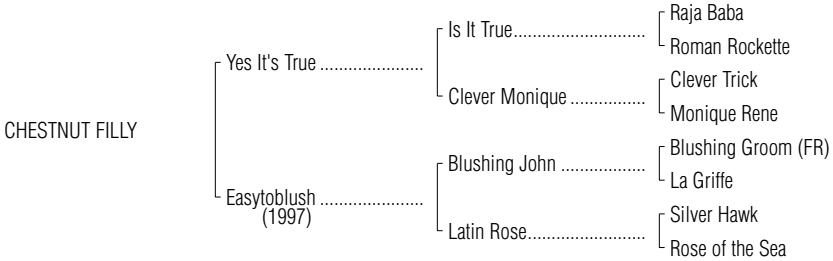 Raja Baba
Is It True..........................
Roman Rockette
Yes It's True .....................
Clever Trick
Clever Monique ...............
Monique Rene
CHESTNUT FILLY
Blushing Groom (FR)
Blushing John .................
La Griffe
Easytoblush .....................
(1997)
Silver Hawk
Latin Rose........................
Rose of the Sea